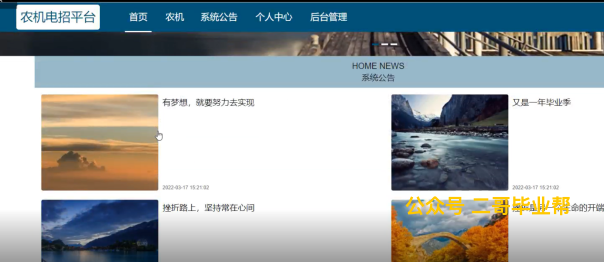 农机电招平台
首页 农机 系统公告 个人中心 后台管理
HOME NEWS
系统公告
有梦想，就要努力去实现
又是一年毕业季
2022-03-17 15:21:02
2022-03-17 15:21:02
挫折路上，坚持常在心间
公众号 二哥毕业帮
生命的开端